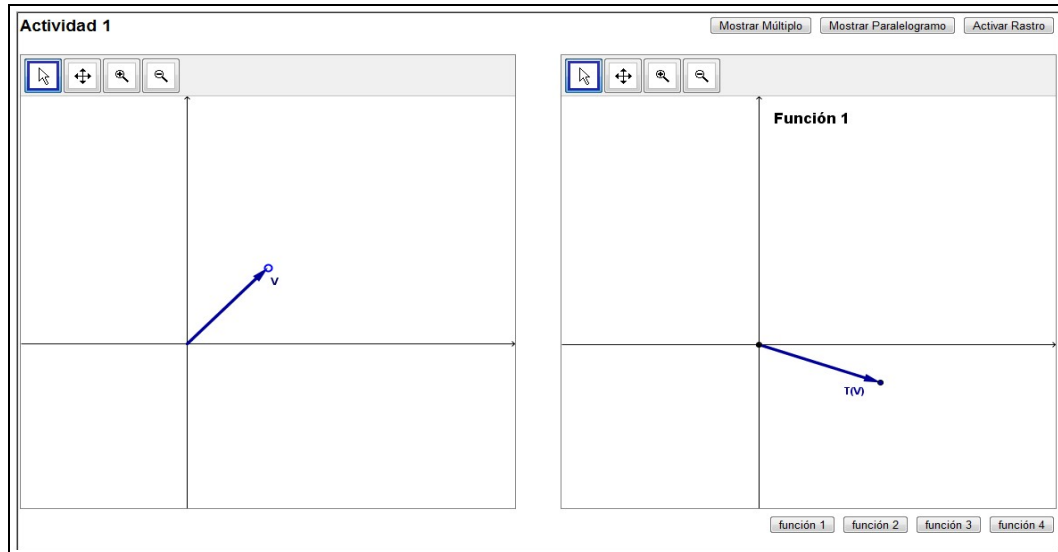 Actividad 1
Mostrar Múltiplo Mostrar Paralelogramo Activar Rastro
Función 1
V
T(V)
función 1 función 2 función 3 función 4